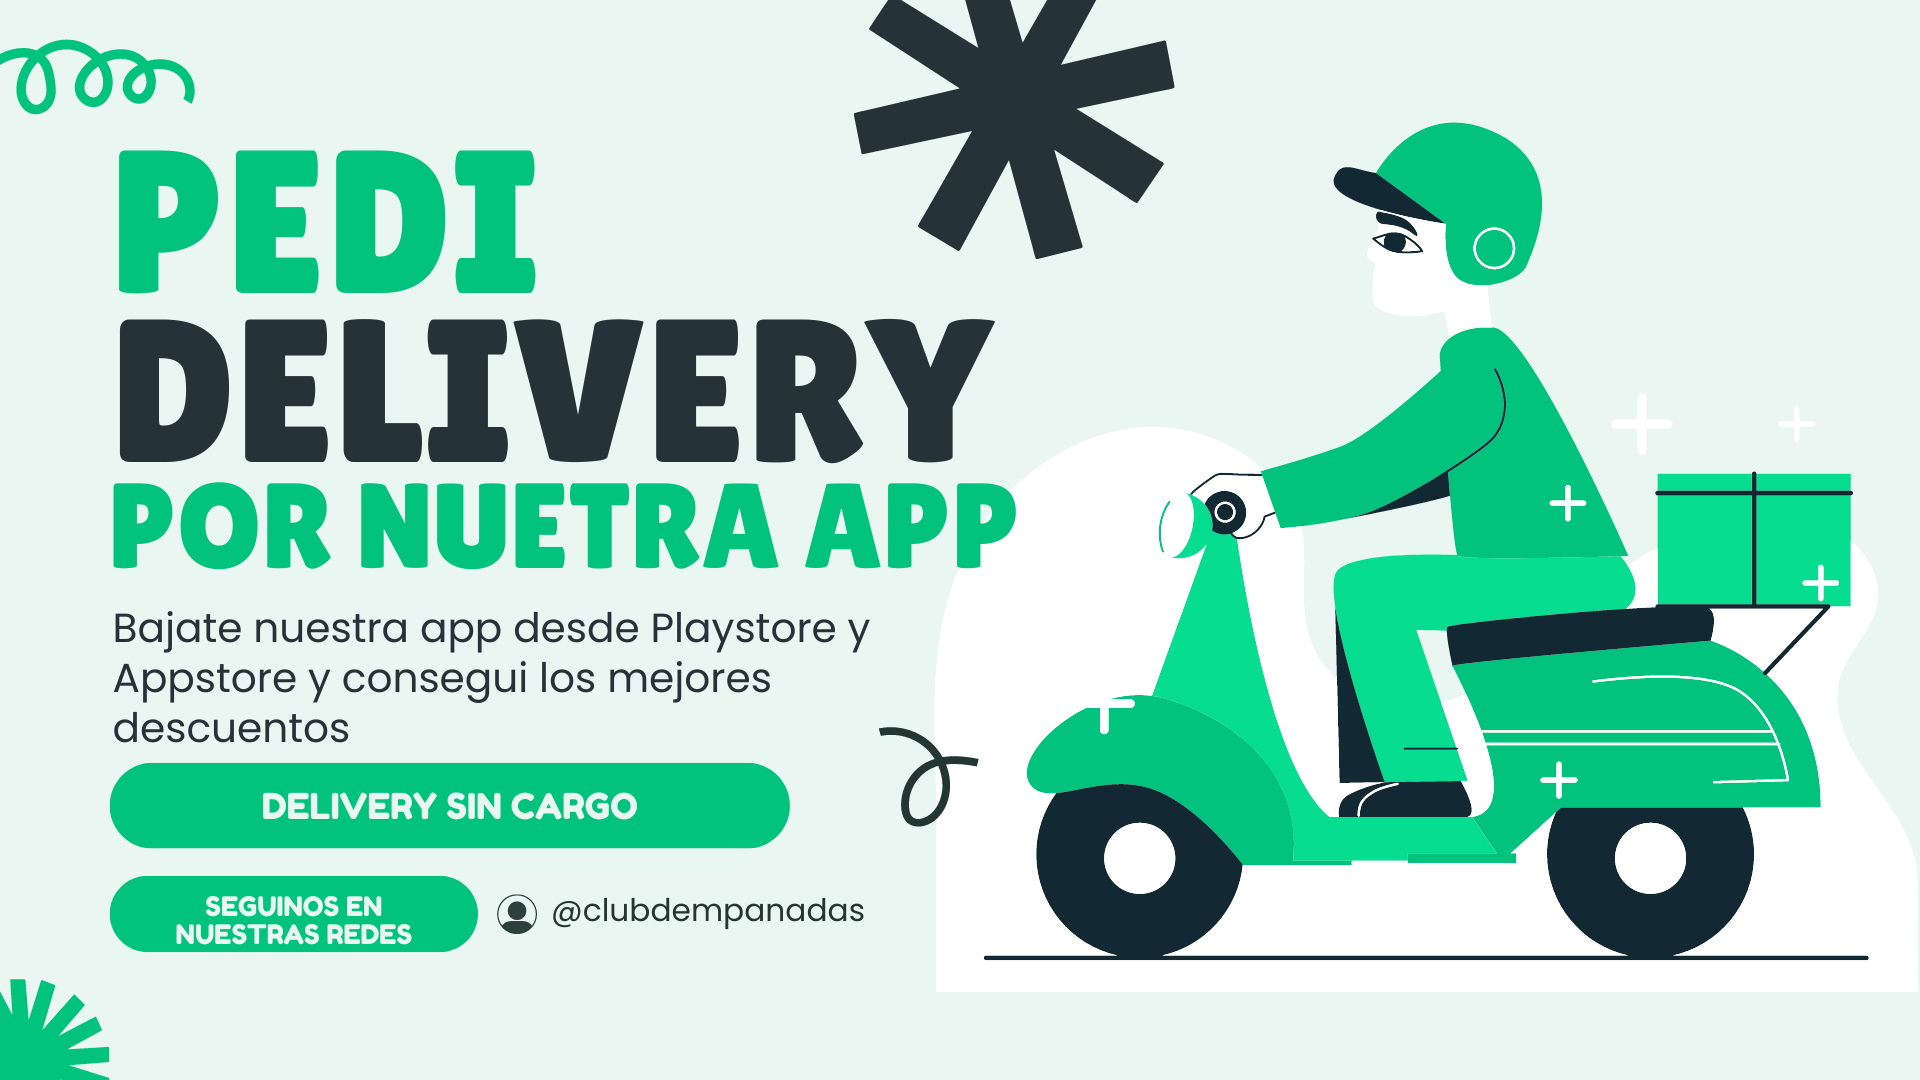 PEDI
DELIVERY
POR NUETRA APP
Bajate nuestra app desde Playstore y
Appstore y consegui los mejores
descuentos
DELIVERY SIN CARGO
SEGUINOS EN
NUESTRAS REDES
@clubdempanadas